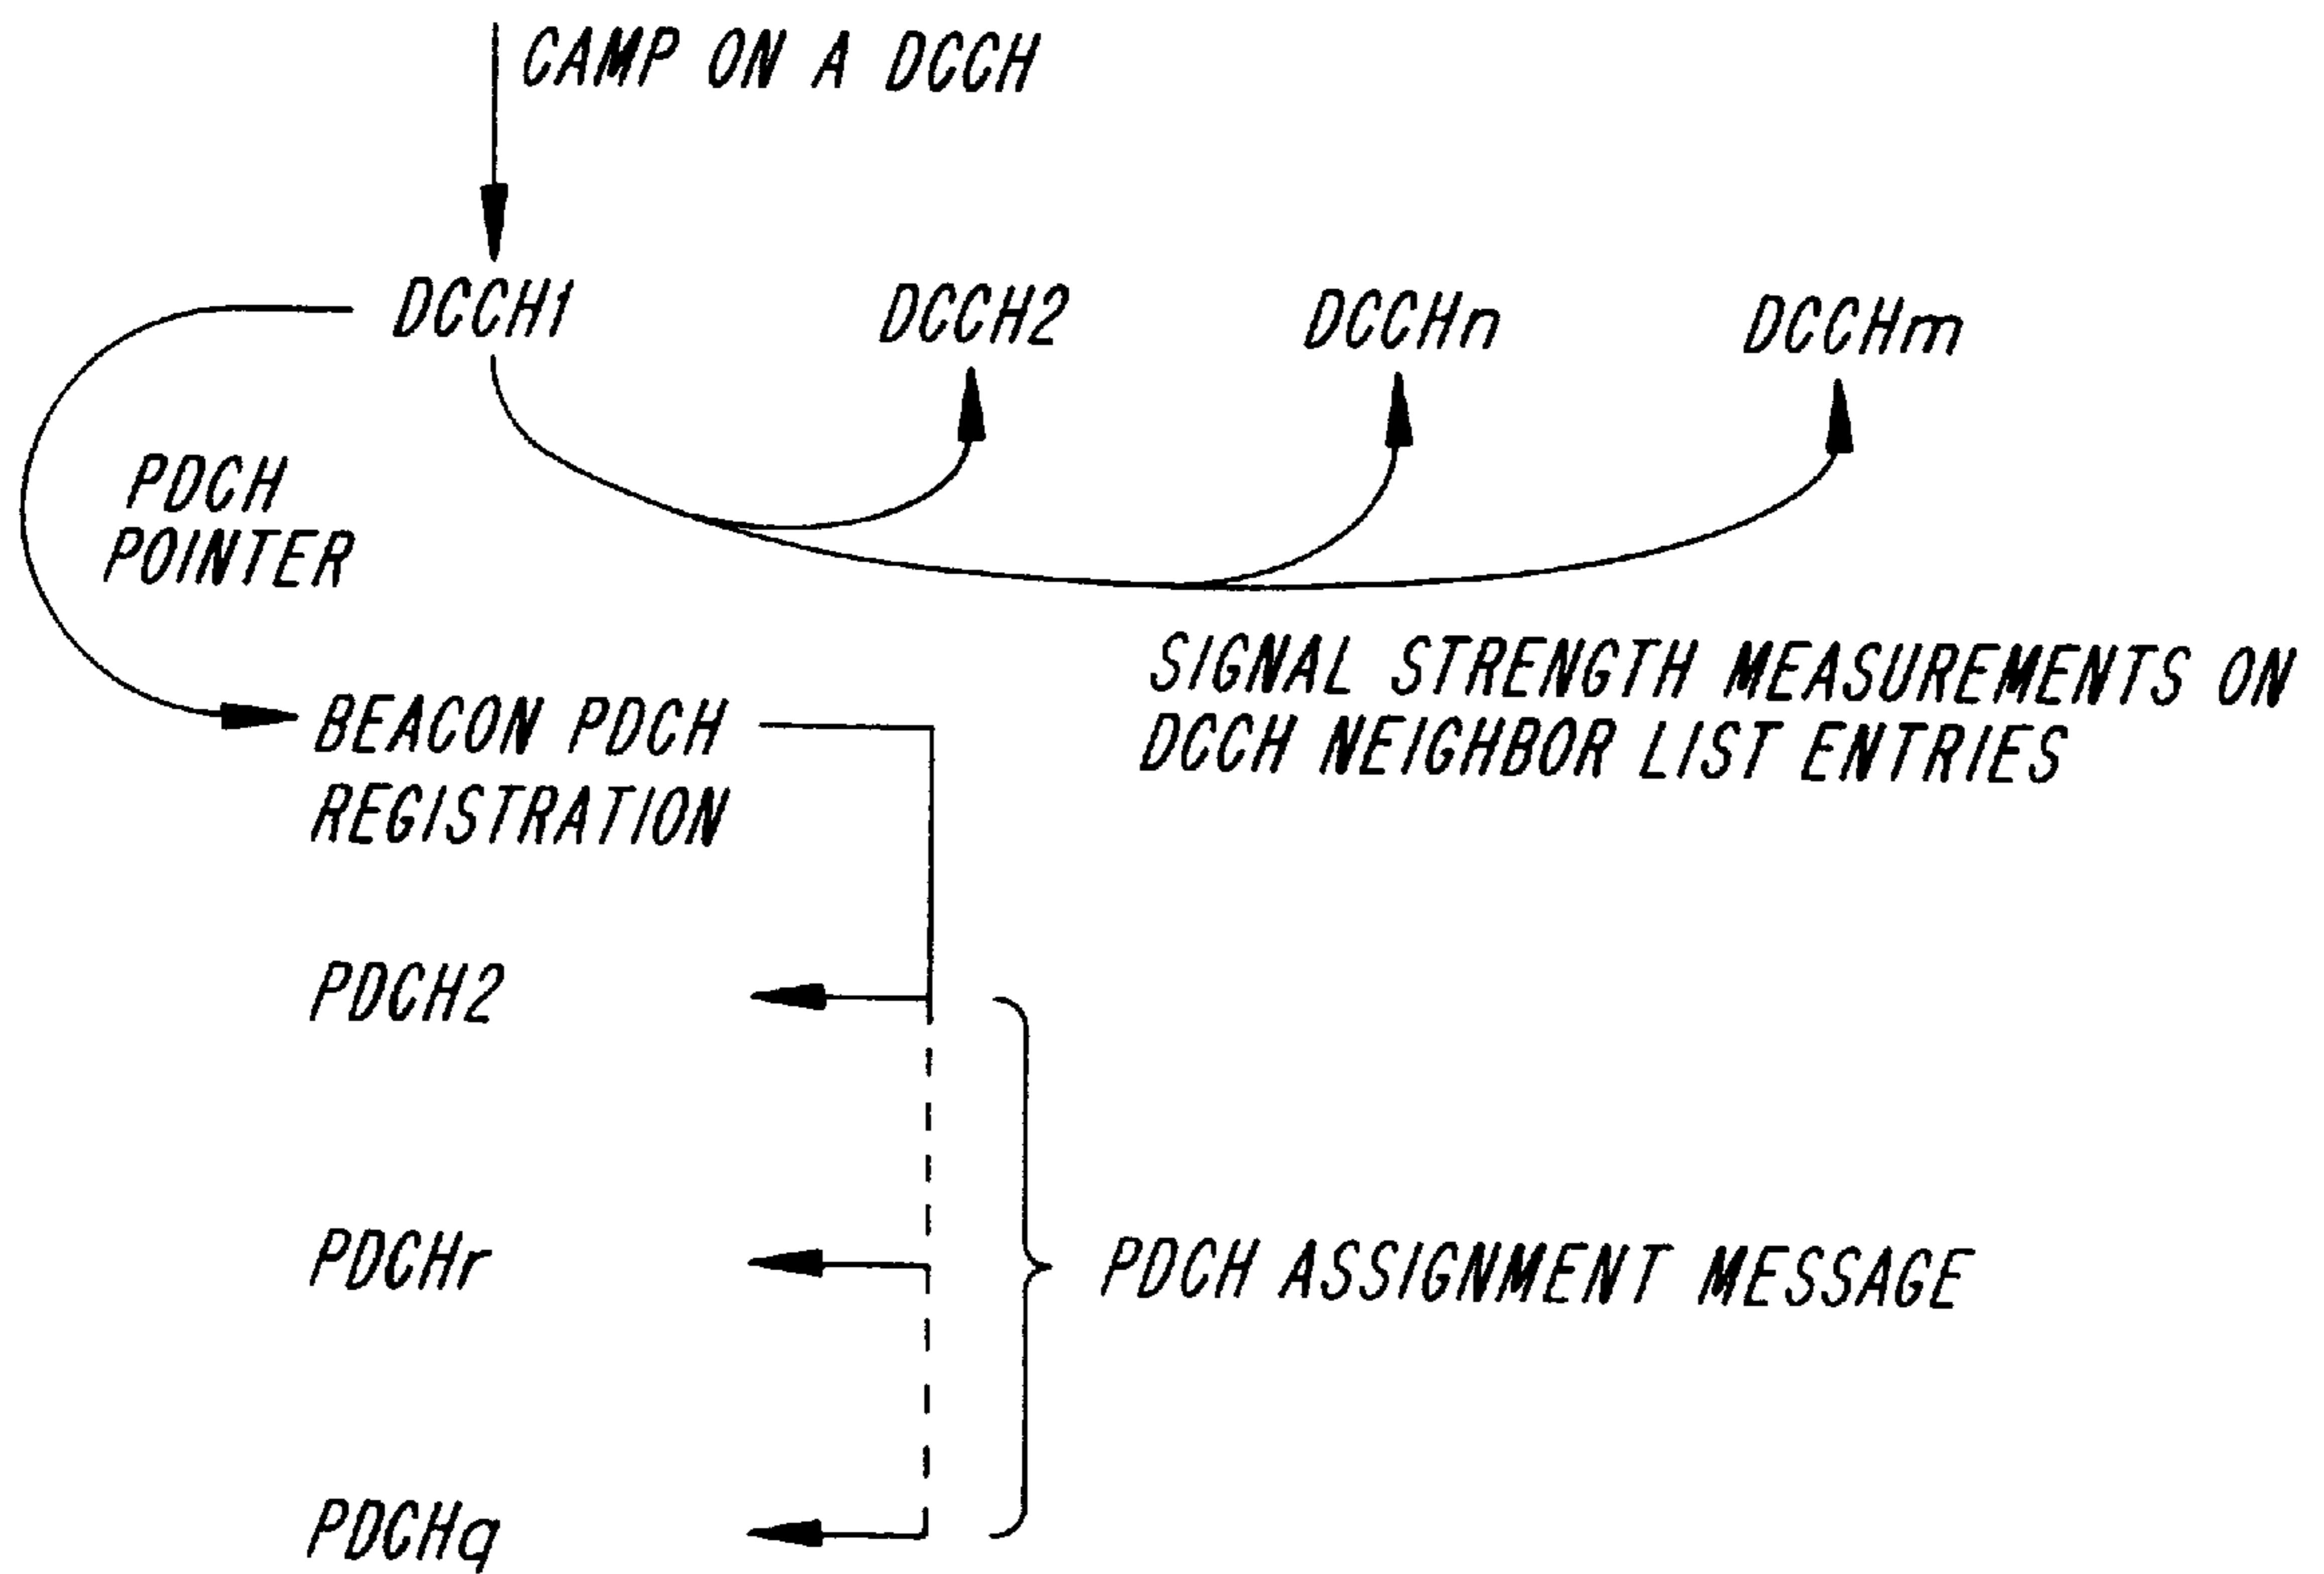 CAMP ON A DCCH
DCCH1
DCCH2
DCCHn
DCCHm
PDCH
POINTER
SIGNAL STRENGTH MEASUREMENTS ON
DCCH NEIGHBOR LIST ENTRIES
BEACON PDCH
REGISTRATION
PDCH2
PDCHr
PDCH ASSIGNMENT MESSAGE
PDCHq